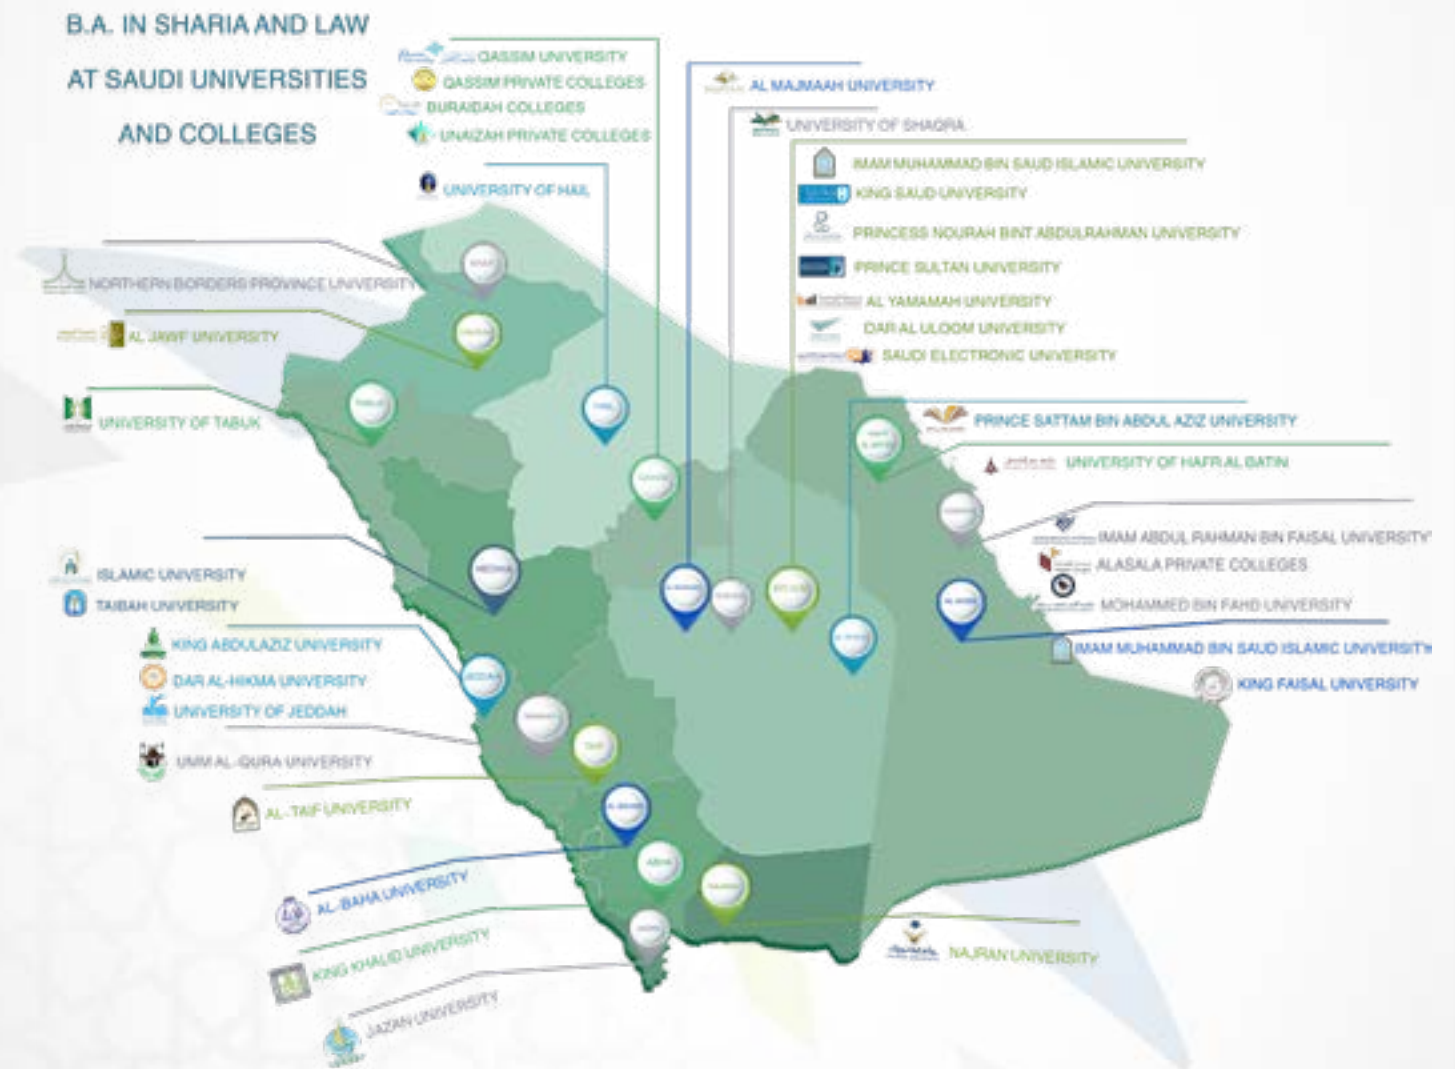 B.A. IN SHARIA AND LAW
AT SAUDI UNIVERSITIES
AND COLLEGES
QASSIM UNIVERSITY
QASSIM PRIVATE COLLEGES
BURAIDAH COLLEGES
UNAIZAH PRIVATE COLLEGES
UNIVERSITY OF HAIL
AL MAJMAAH UNIVERSITY
UNIVERSITY OF SHAQRA
IMAM MUHAMMAD BIN SAUD ISLAMIC UNIVERSITY
KING SAUD UNIVERSITY
PRINCESS NOURAH BINT ABDULRAHMAN UNIVERSITY
PRINCE SULTAN UNIVERSITY
AL YAMAMAH UNIVERSITY
DAR AL ULOOM UNIVERSITY
SAUDI ELECTRONIC UNIVERSITY
NORTHERN BORDERS PROVINCE UNIVERSITY
AL JAWF UNIVERSITY
UNIVERSITY OF TABUK
PRINCE SATTAM BIN ABDUL AZIZ UNIVERSITY
UNIVERSITY OF HAFR AL BATIN
IMAM ABDUL RAHMAN BIN FAISAL UNIVERSITY
ALASALA PRIVATE COLLEGES
MOHAMMED BIN FAHD UNIVERSITY
IMAM MUHAMMAD BIN SAUD ISLAMIC UNIVERSITY
KING FAISAL UNIVERSITY
ISLAMIC UNIVERSITY
TAIBAH UNIVERSITY
KING ABDULAZIZ UNIVERSITY
DAR AL-HIKMA UNIVERSITY
UNIVERSITY OF JEDDAH
UMM AL-QURA UNIVERSITY
AL-TAIF UNIVERSITY
AL-BAHA UNIVERSITY
KING KHALID UNIVERSITY
JAZAN UNIVERSITY
NAJRAN UNIVERSITY
TABUK
HAIL
MEDINA
JEDDAH
TAIF
ABHA